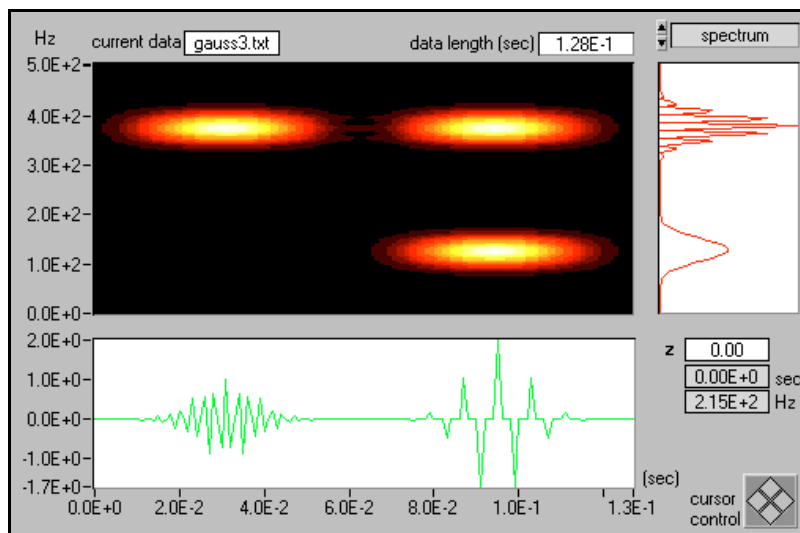 Hz current data gauss3.txt data length (sec) 1.28E-1 spectrum
5.0E+2
4.0E+2
3.0E+2
2.0E+2
1.0E+2
0.0E+0
2.0E+0
1.0E+0
0.0E+0
-1.0E+0
-1.7E+0
0.0E+0 2.0E-2 4.0E-2 6.0E-2 8.0E-2 1.0E-1 1.3E-1
(sec)
z 0.00
0.00E+0 sec
2.15E+2 Hz
cursor
control